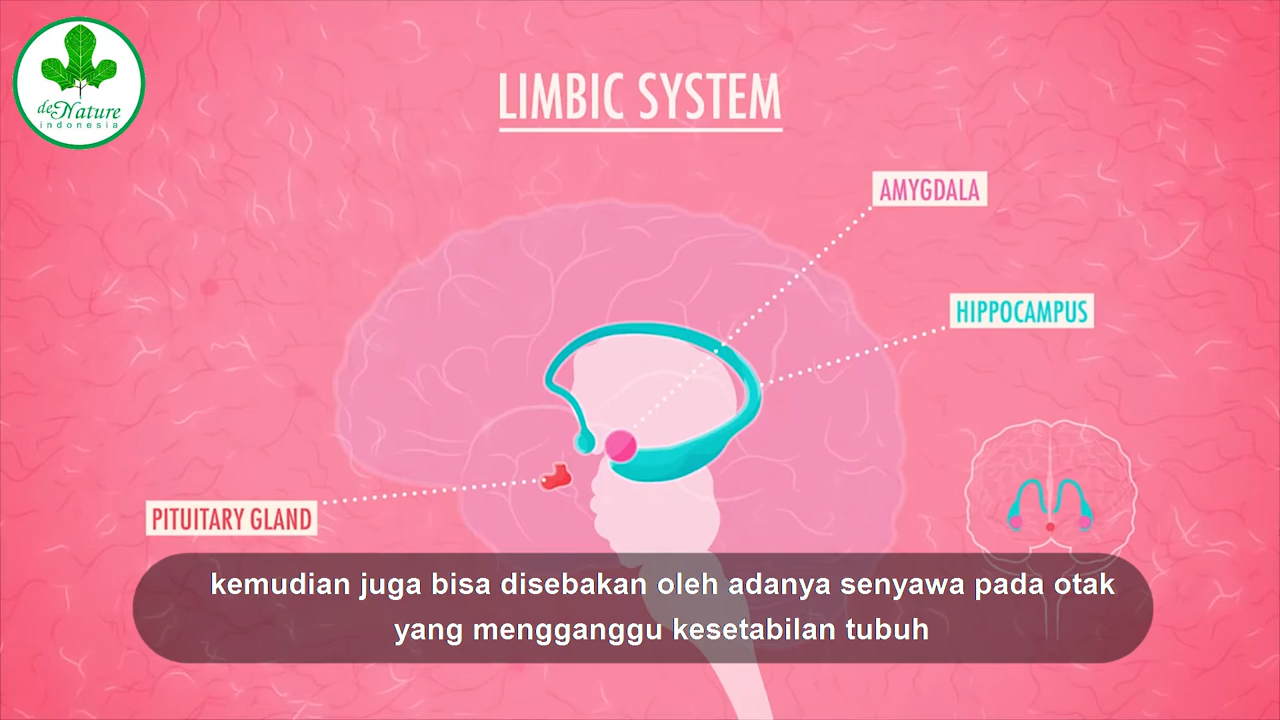 deNature
indonesia
LIMBIC SYSTEM
AMYGDALA
HIPPOCAMPUS
PITUITARY GLAND
kemudian juga bisa disebakan oleh adanya senyawa pada otak
yang mengganggu kesetabilan tubuh